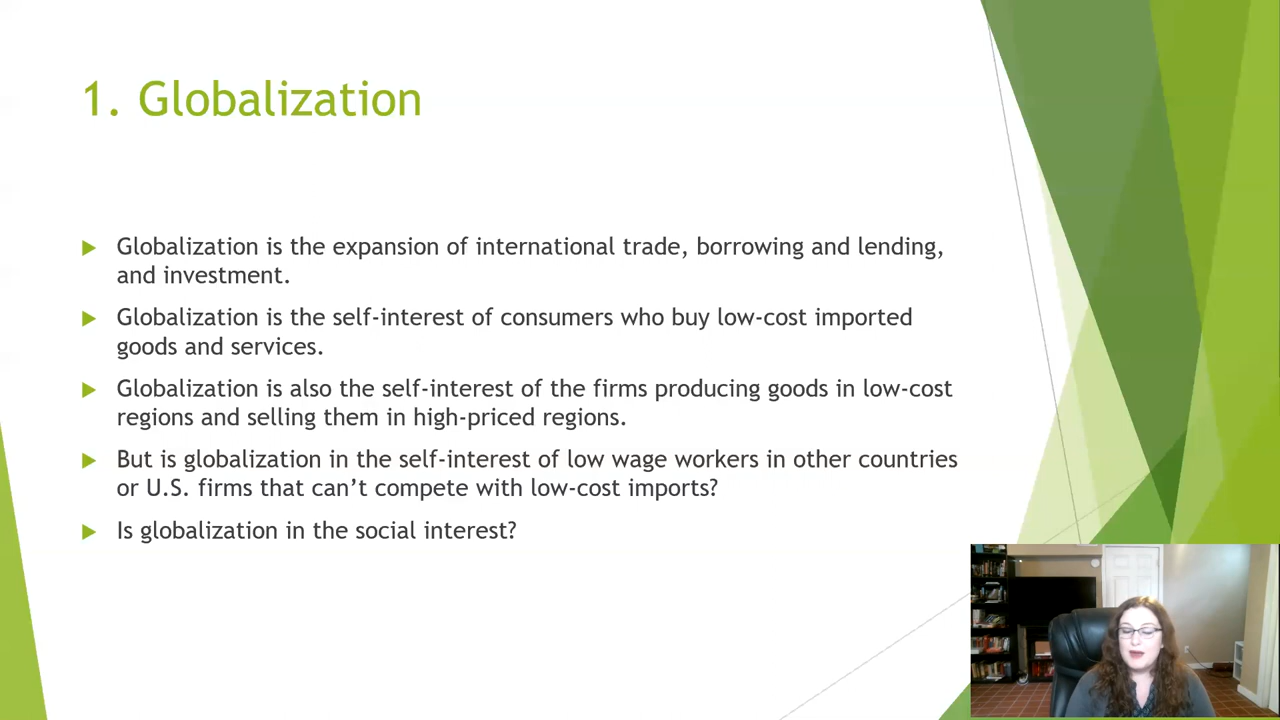 1. Globalization
Globalization is the expansion of international trade, borrowing and lending,
and investment.
Globalization is the self-interest of consumers who buy low-cost imported
goods and services.
Globalization is also the self-interest of the firms producing goods in low-cost
regions and selling them in high-priced regions.
But is globalization in the self-interest of low wage workers in other countries
or U.S. firms that can’t compete with low-cost imports?
Is globalization in the social interest?